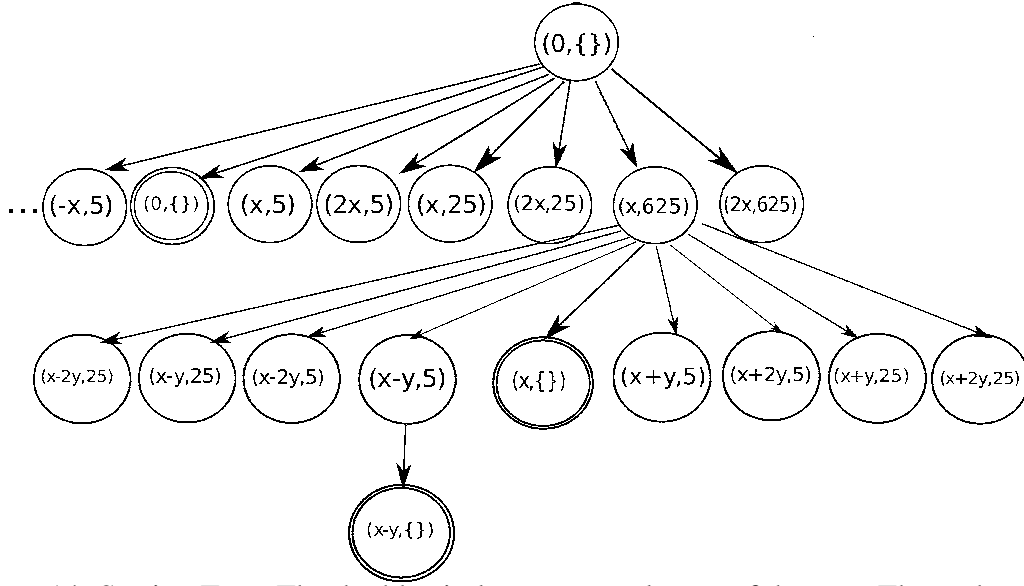 (0,{})
... (-x,5) (0,{}) (x,5) (2x,5) (x,25) (2x,25) (x,625) (2x,625)
(x-2y,25) (x-y,25) (x-2y,5) (x-y,5) (x,{}) (x+y,5) (x+2y,5) (x+y,25) (x+2y,25)
(x-y,{})